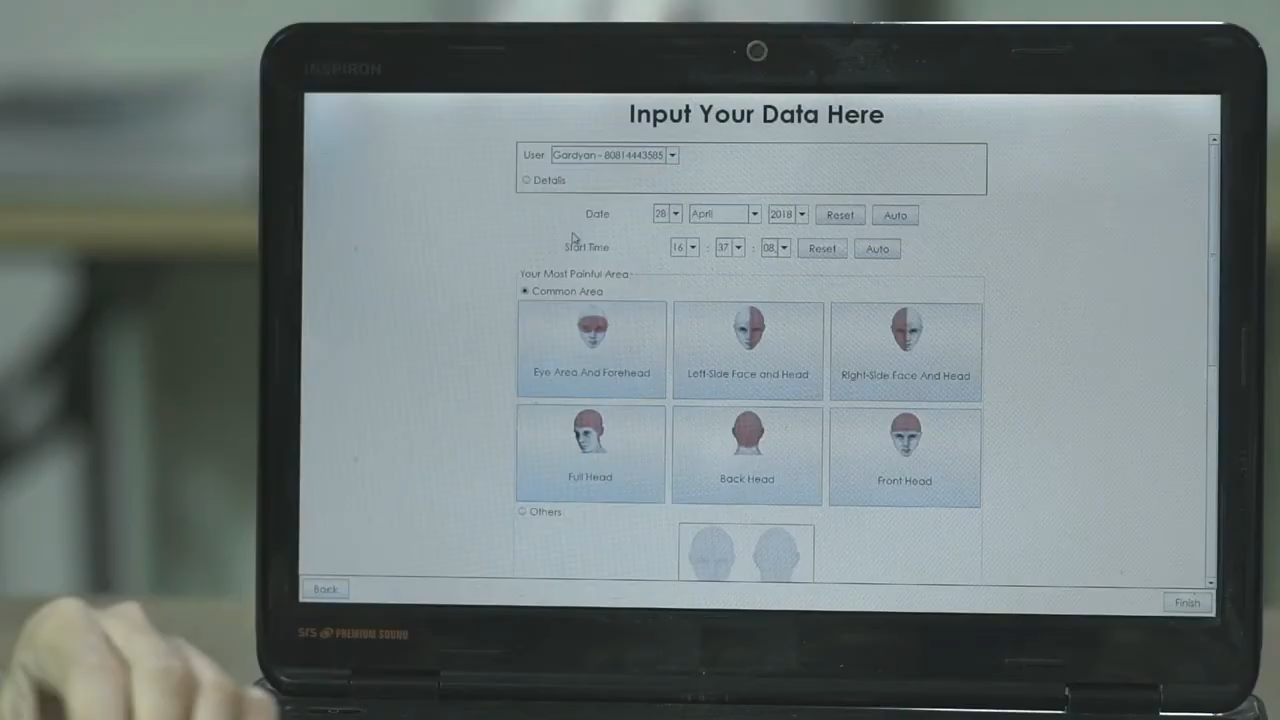 INSPIRON
Input Your Data Here
User Gardyan - 80814443585
Details
Date 28 April 2018 Reset Auto
Start Time 16 : 37 : 08 Reset Auto
Your Most Painful Area
Common Area
Eye Area And Forehead Left-Side Face and Head Right-Side Face And Head
Full Head Back Head Front Head
Others
Back Finish
SRS PREMIUM SOUND